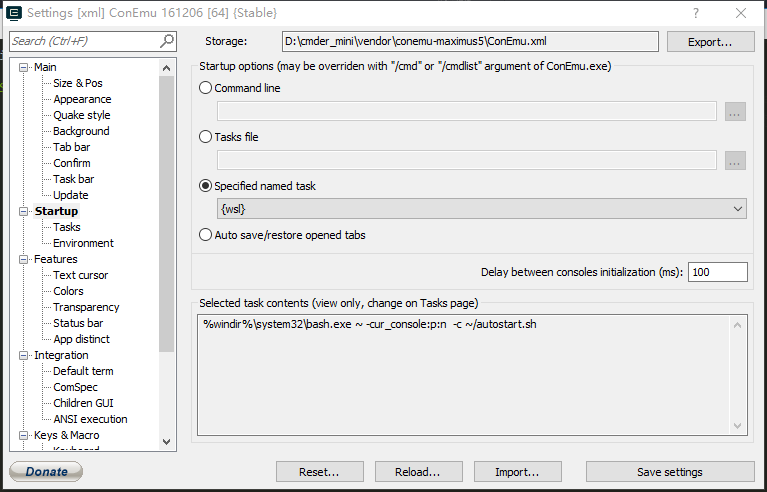 Settings [xml] ConEmu 161206 [64] {Stable}
Search (Ctrl+F)
Storage:
D:\cmder_mini\vendor\conemu-maximus5\ConEmu.xml
Export...
Main
Size & Pos
Appearance
Quake style
Background
Tab bar
Confirm
Task bar
Update
Startup
Tasks
Environment
Features
Text cursor
Colors
Transparency
Status bar
App distinct
Integration
Default term
ComSpec
Children GUI
ANSI execution
Keys & Macro
Startup options (may be overriden with "/cmd" or "/cmdlist" argument of ConEmu.exe)
Command line
...
Tasks file
...
Specified named task
{wsl}
Auto save/restore opened tabs
Delay between consoles initialization (ms):
100
Selected task contents (view only, change on Tasks page)
%windir%\system32\bash.exe ~ -cur_console:p:n  -c ~/autostart.sh
Donate
Reset...
Reload...
Import...
Save settings